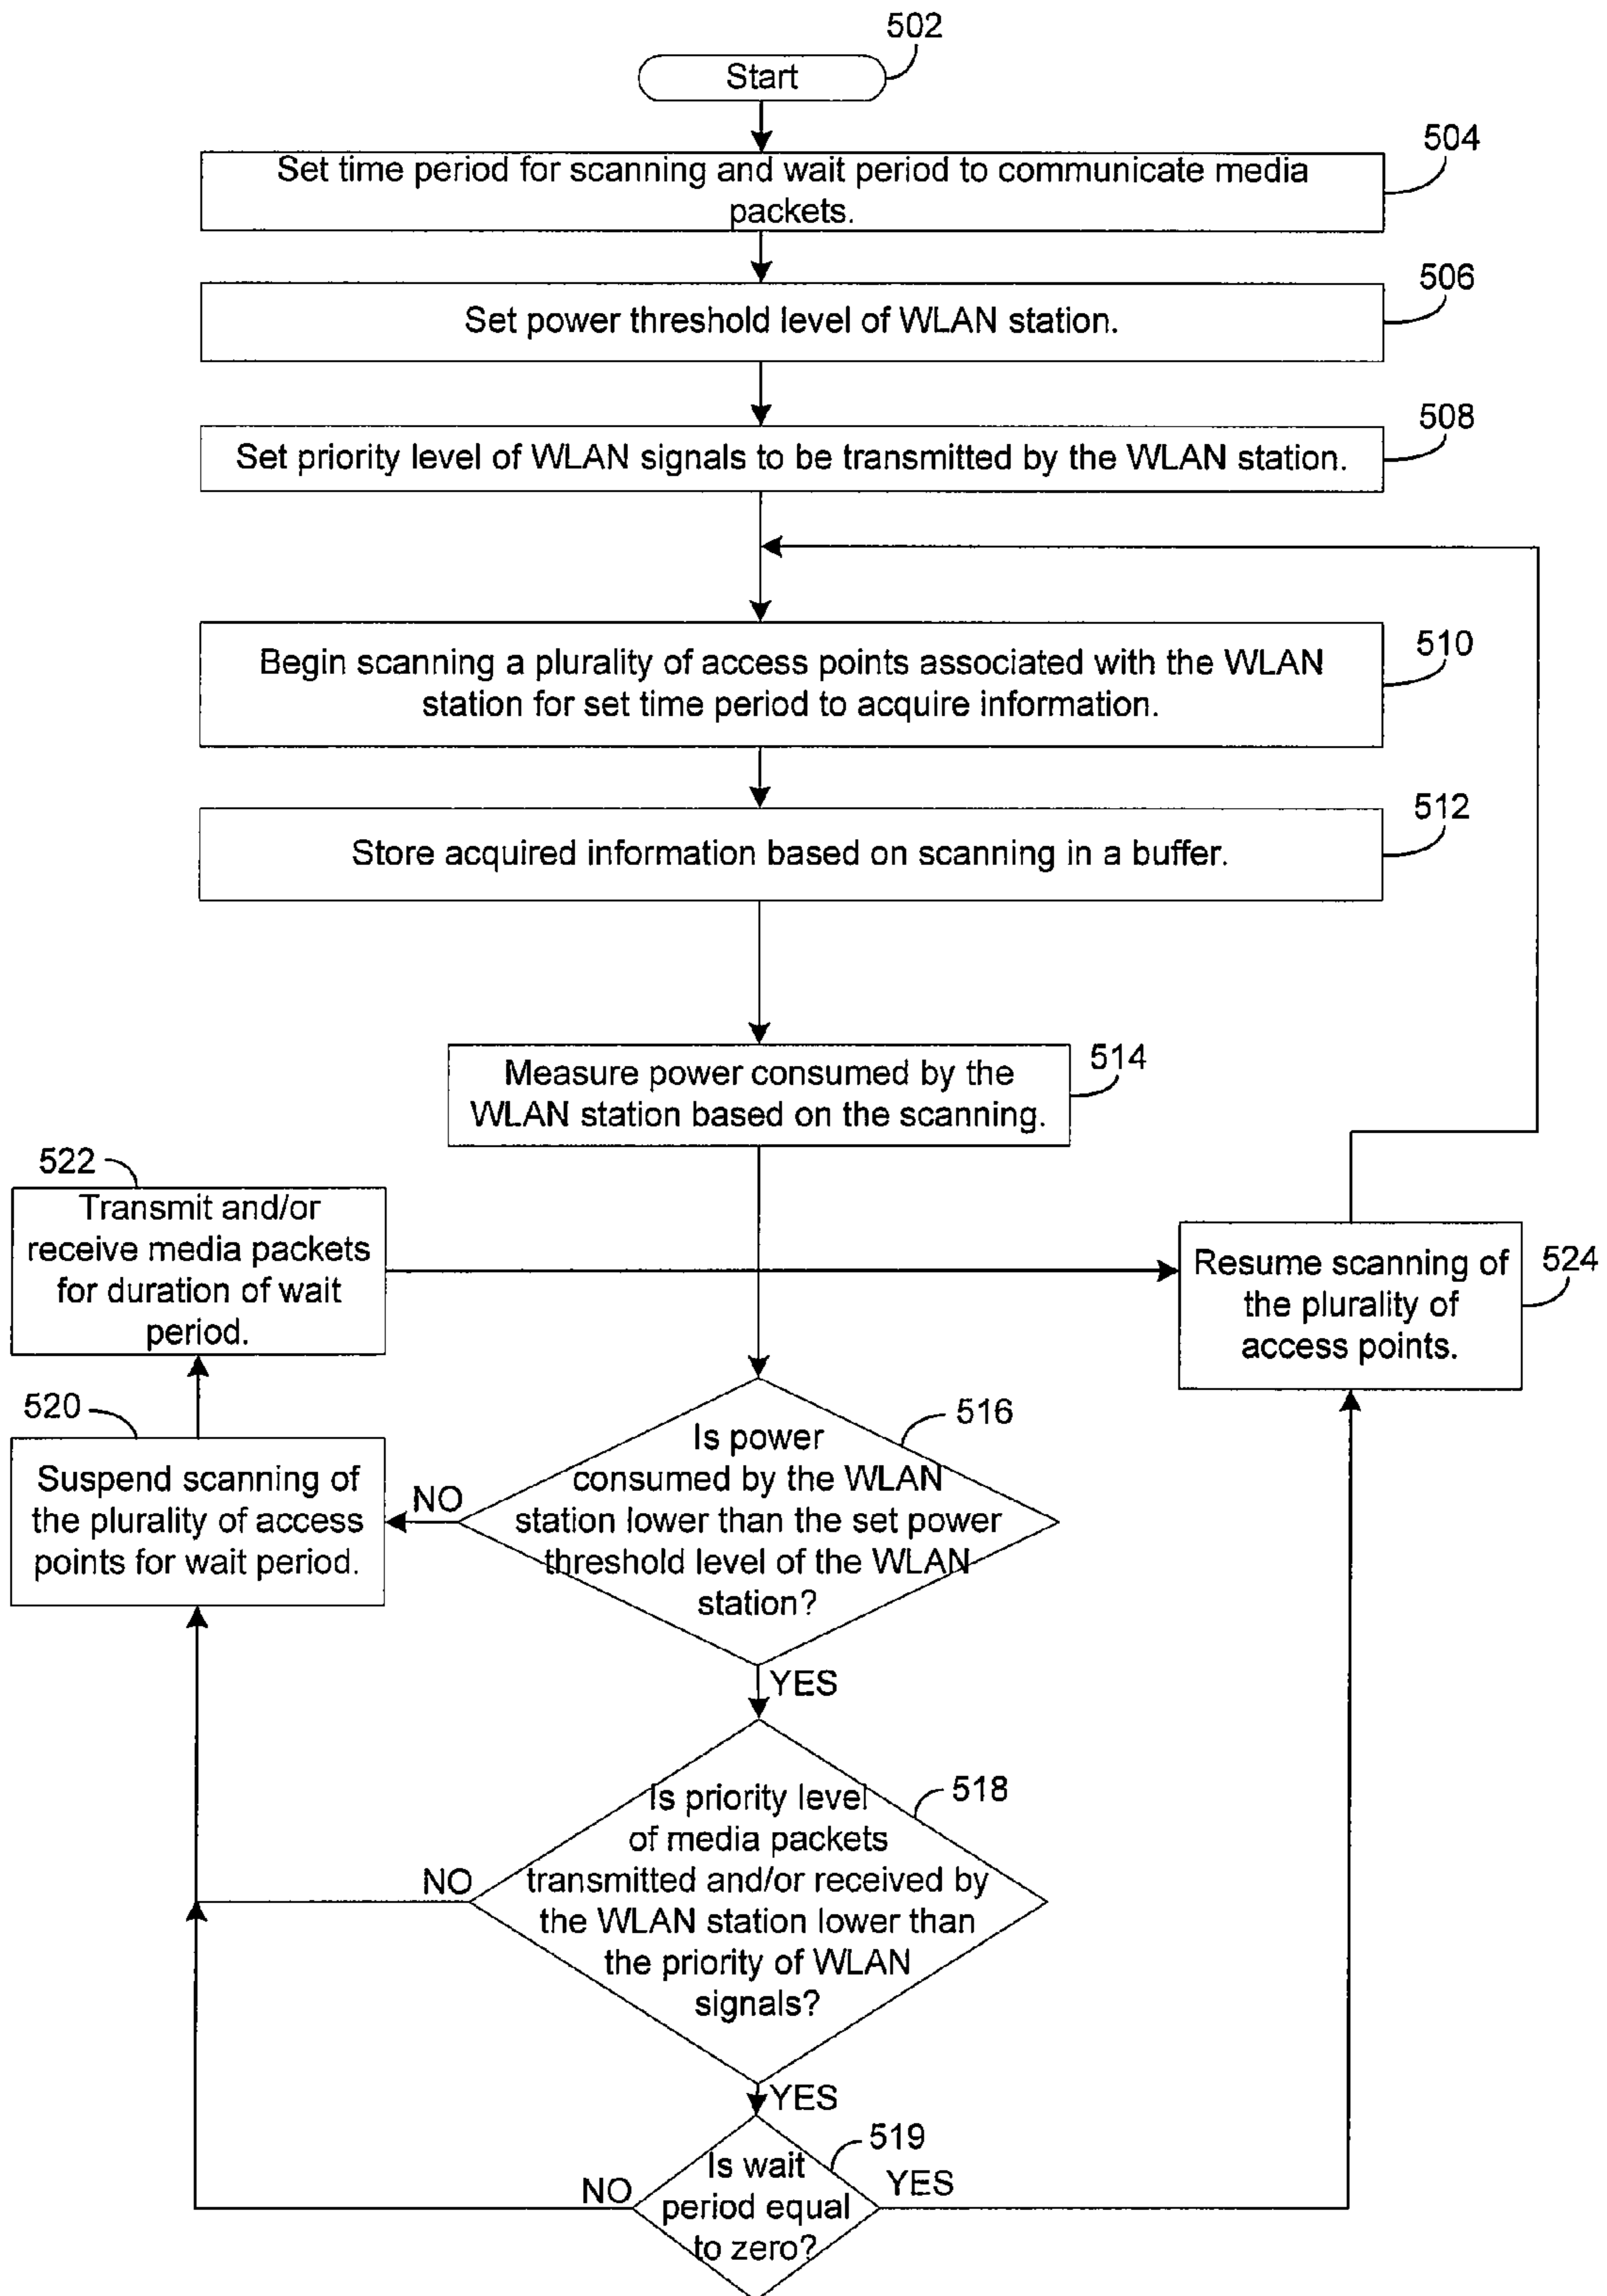 502
Start
504
Set time period for scanning and wait period to communicate media
packets.
506
Set power threshold level of WLAN station.
508
Set priority level of WLAN signals to be transmitted by the WLAN station.
510
Begin scanning a plurality of access points associated with the WLAN
station for set time period to acquire information.
512
Store acquired information based on scanning in a buffer.
514
Measure power consumed by the
WLAN station based on the scanning.
522
Transmit and/or
receive media packets
for duration of wait
period.
524
Resume scanning of
the plurality of
access points.
520
Suspend scanning of
the plurality of access
points for wait period.
NO
516
Is power
consumed by the WLAN
station lower than the set power
threshold level of the WLAN
station?
YES
518
Is priority level
of media packets
transmitted and/or received by
the WLAN station lower than
the priority of WLAN
signals?
NO
YES
519
Is wait
period equal
to zero?
NO
YES